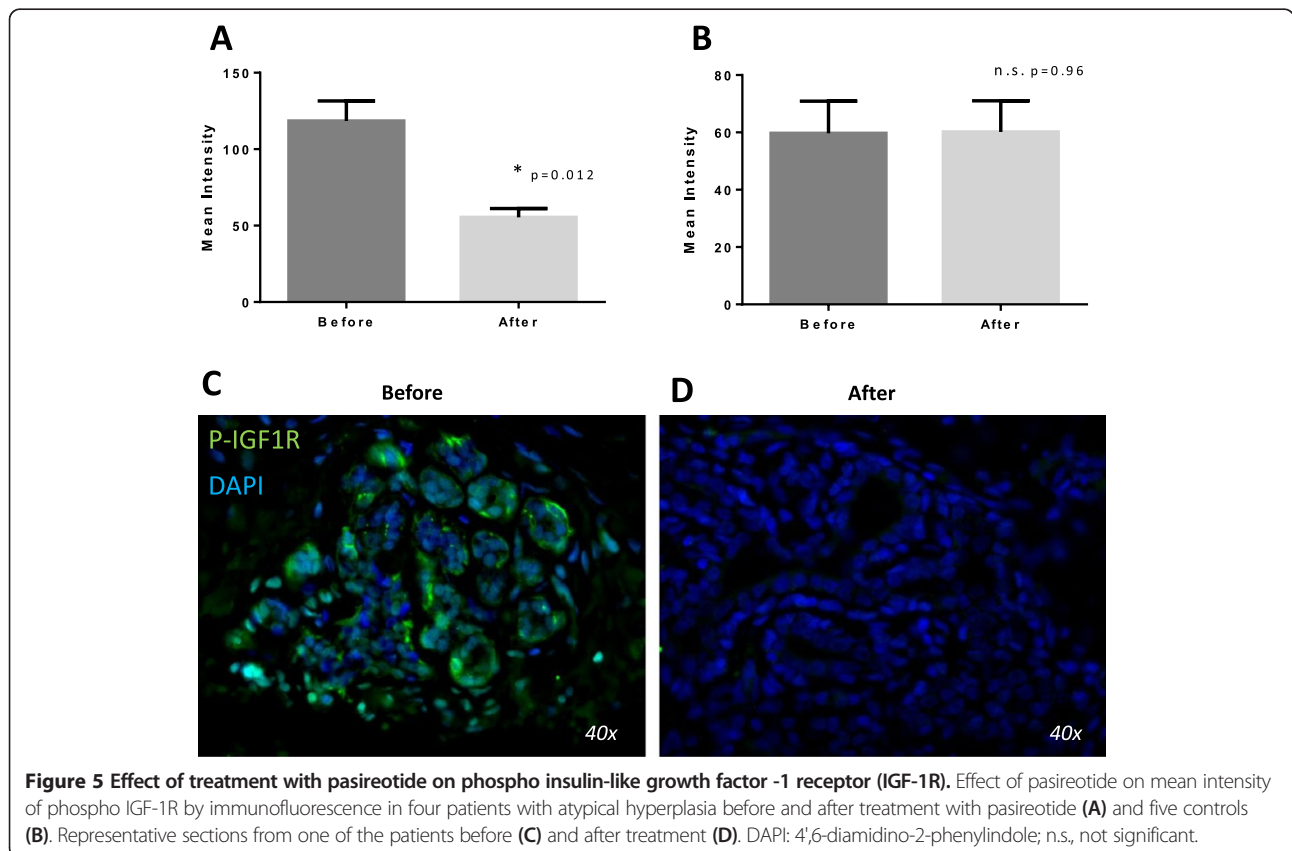 A
B
150
100
50
0
Mean Intensity
* p=0.012
Before After
80
60
40
20
0
Mean Intensity
n.s. p=0.96
Before After
C Before
D After
P-IGF1R
DAPI
40x
40x
Figure 5 Effect of treatment with pasireotide on phospho insulin-like growth factor -1 receptor (IGF-1R). Effect of pasireotide on mean intensity
of phospho IGF-1R by immunofluorescence in four patients with atypical hyperplasia before and after treatment with pasireotide (A) and five controls
(B). Representative sections from one of the patients before (C) and after treatment (D). DAPI: 4',6-diamidino-2-phenylindole; n.s., not significant.